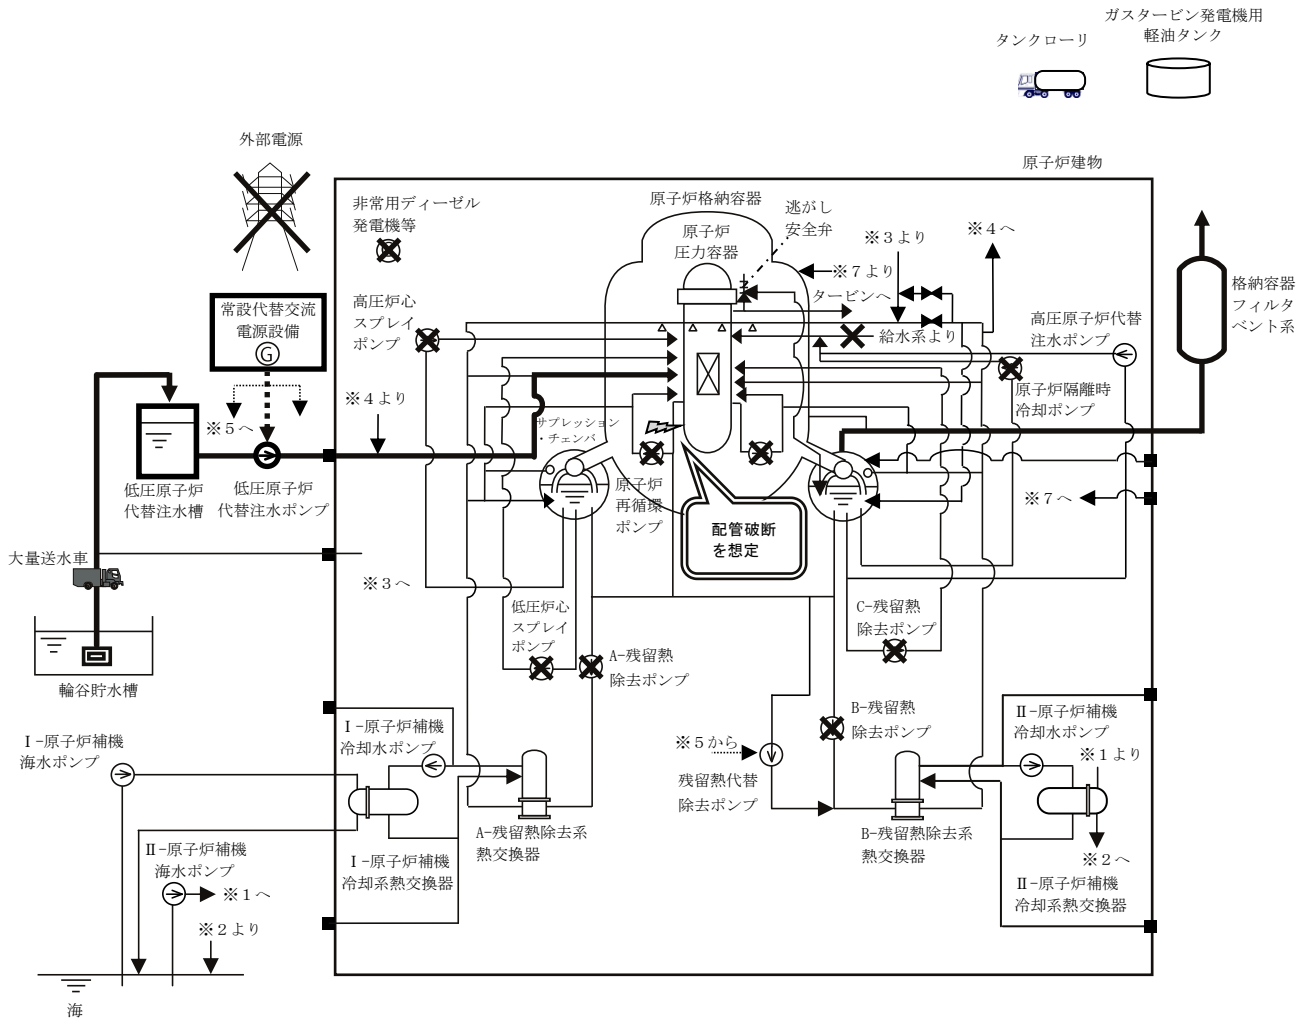 ガスタービン発電機用
軽油タンク
タンクローリ
外部電源
原子炉建物
非常用ディーゼル
発電機等
原子炉格納容器
原子炉
圧力容器
逃がし
安全弁
※３より
※４へ
※７より
タービンへ
給水系より
格納容器
フィルタ
ベント系
常設代替交流
電源設備
G
高圧炉心
スプレイ
ポンプ
高圧原子炉代替
注水ポンプ
原子炉隔離時
冷却ポンプ
※４より
※５へ
サプレッション
・チェンバ
低圧原子炉
代替注水槽
低圧原子炉
代替注水ポンプ
原子炉
再循環
ポンプ
配管破断
を想定
※７へ
大量送水車
※３へ
輪谷貯水槽
低圧炉心
スプレイ
ポンプ
A-残留熱
除去ポンプ
C-残留熱
除去ポンプ
B-残留熱
除去ポンプ
Ⅰ-原子炉補機
海水ポンプ
Ⅰ-原子炉補機
冷却水ポンプ
※５から
残留熱代替
除去ポンプ
Ⅱ-原子炉補機
冷却水ポンプ
※１より
A-残留熱除去系
熱交換器
B-残留熱除去系
熱交換器
Ⅱ-原子炉補機
海水ポンプ
※１へ
※２より
Ⅰ-原子炉補機
冷却系熱交換器
※２へ
Ⅱ-原子炉補機
冷却系熱交換器
海